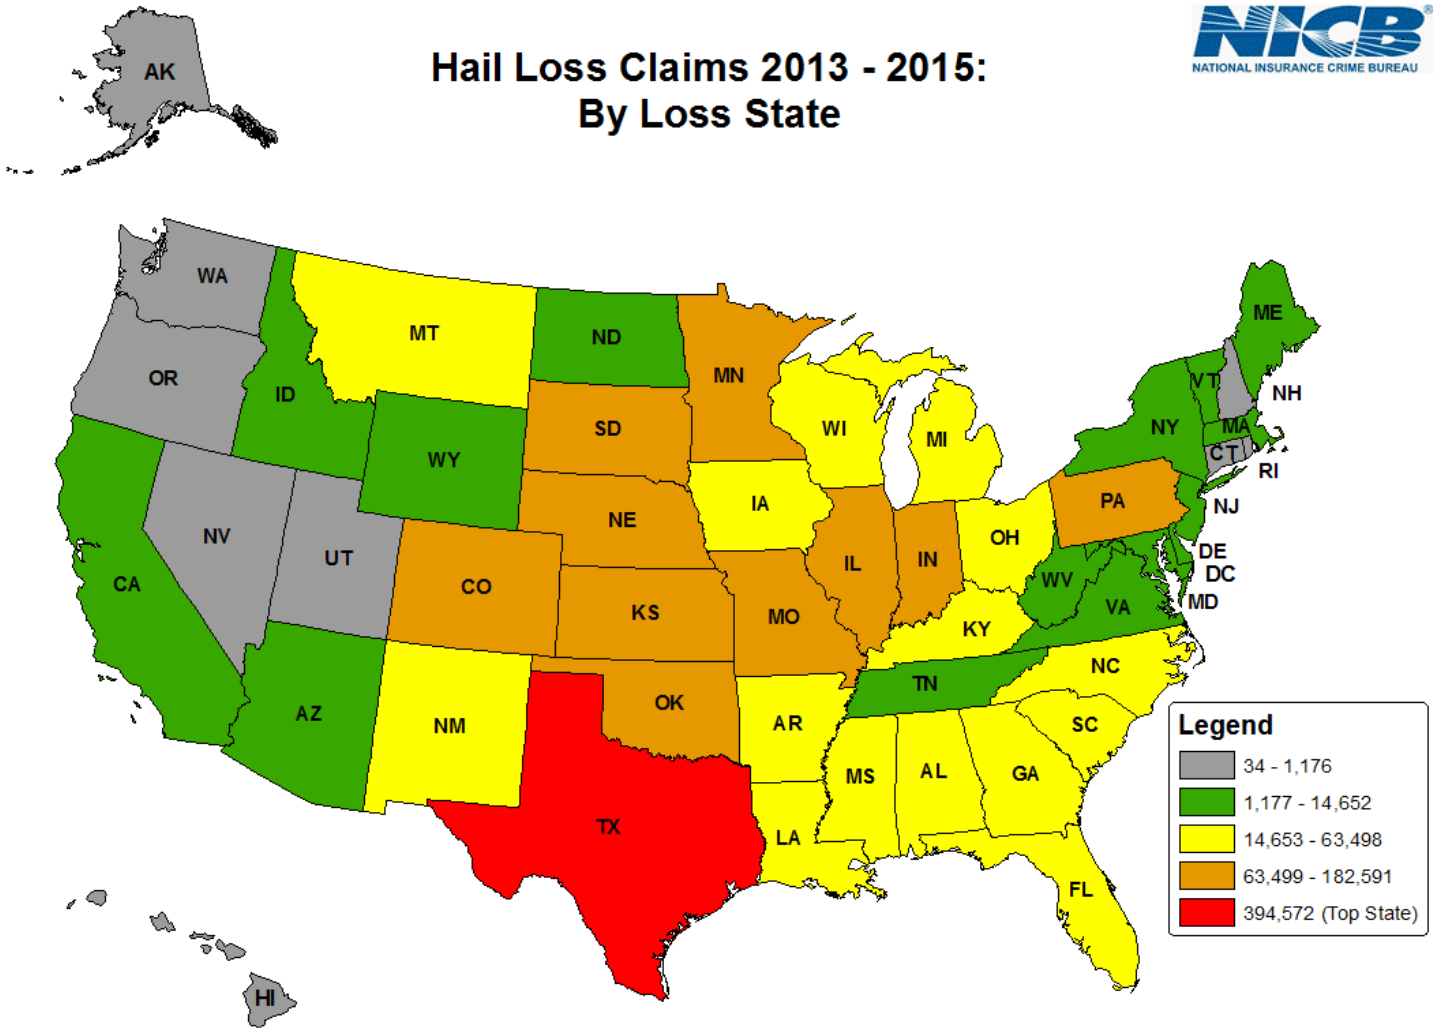 AK
Hail Loss Claims 2013 - 2015:
By Loss State
NICB®
NATIONAL INSURANCE CRIME BUREAU
WA
MT
ND
MN
ME
OR
ID
SD
WI
MI
NY
VT
NH
MA
CT
RI
WY
NE
IA
PA
NJ
NV
UT
CO
KS
IL
IN
OH
DE
DC
MD
WV
VA
CA
MO
KY
AZ
NM
OK
AR
TN
NC
SC
MS
AL
GA
TX
LA
FL
HI
Legend
34 - 1,176
1,177 - 14,652
14,653 - 63,498
63,499 - 182,591
394,572 (Top State)